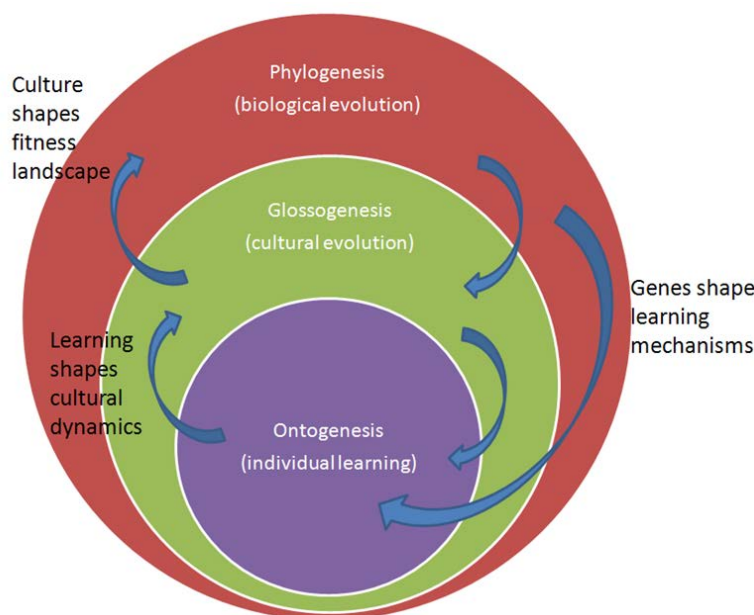 Phylogenesis
(biological evolution)
Culture
shapes
fitness
landscape
Glossogenesis
(cultural evolution)
Genes shape
learning
mechanisms
Learning
shapes
cultural
dynamics
Ontogenesis
(individual learning)